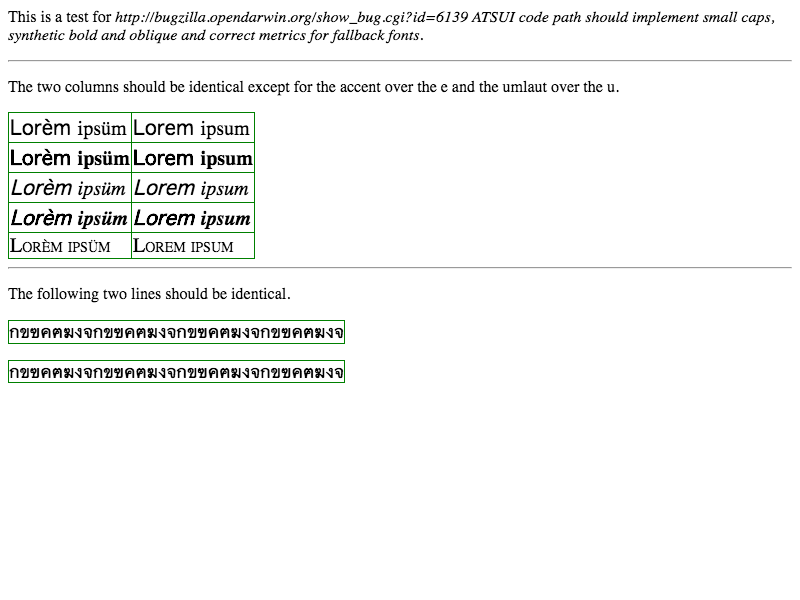 This is a test for http://bugzilla.opendarwin.org/show_bug.cgi?id=6139 ATSUI code path should implement small caps,
synthetic bold and oblique and correct metrics for fallback fonts.
The two columns should be identical except for the accent over the e and the umlaut over the u.
Lorèm ipsüm Lorem ipsum
Lorèm ipsüm Lorem ipsum
Lorèm ipsüm Lorem ipsum
Lorèm ipsüm Lorem ipsum
Lorèm ipsüm Lorem ipsum
The following two lines should be identical.
กขฃคฅฆงจกขฃคฅฆงจกขฃคฅฆงจกขฃคฅฆงจ
กขฃคฅฆงจกขฃคฅฆงจกขฃคฅฆงจกขฃคฅฆงจ